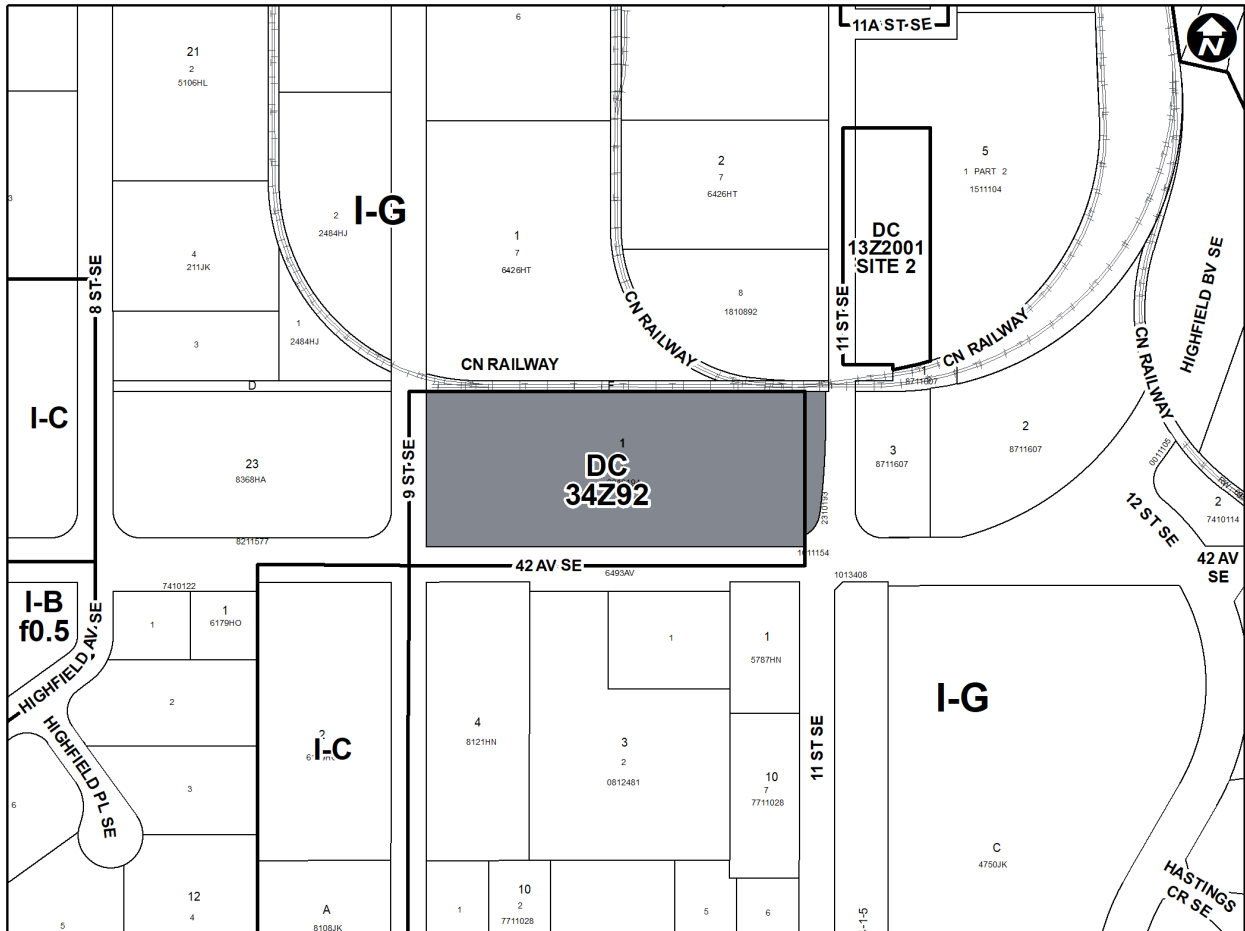 6
11A ST SE
N
21
2
5106HL
3
2
2484HJ
I-G
1
7
6426HT
2
7
6426HT
5
1 PART 2
1511104
DC
13Z2001
SITE 2
4
211JK
8 ST SE
8
1810892
11 ST SE
HIGHFIELD BV SE
CN RAILWAY
CN RAILWAY
CN RAILWAY
CN RAILWAY
1
2484HJ
3
D
F
1
8711607
I-C
9 ST SE
1
DC
34Z92
23
8368HA
3
8711607
2
8711607
0011105
2310193
2
7410114
12 ST SE
8211577
42 AV SE
6493AV
1011154
42 AV
SE
7410122
1013408
I-B
f0.5
1
1
6179HO
1
1
5787HN
HIGHFIELD AV SE
2
HIGHFIELD PL SE
3
6
2
I-C
4
8121HN
3
2
0812481
10
7
7711028
11 ST SE
I-G
C
4750JK
HASTINGS
CR SE
12
4
5
A
8108JK
1
10
2
7711028
5
6